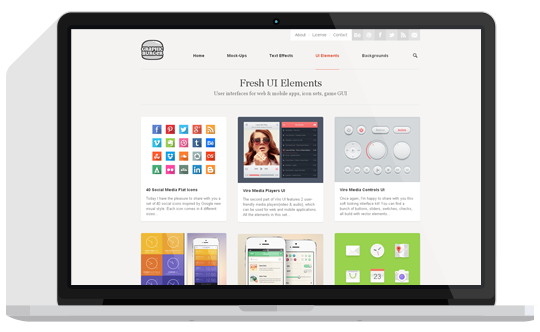 About
License
Contact
GRAPHIC
BURGER
Home
Mock-Ups
Text Effects
UI Elements
Backgrounds
Fresh UI Elements
User interfaces for web & mobile apps, icon sets, game GUI
40 Social Media Flat Icons
Today I have the pleasure to share with you a
set of 40 social icons inspired by Google new
visual style. Each icon comes in 4 different
sizes.
Vire Media Players UI
The second part of Vire UI features 2 user-
friendly media players(video & audio), which
can be used for web and mobile applications.
All the elements in this set
Vire Media Controls UI
Once again, I'm happy to share with you this
soft looking interface kit. You can find a
bunch of buttons, sliders, switches, checks,
all build with vector elements
23